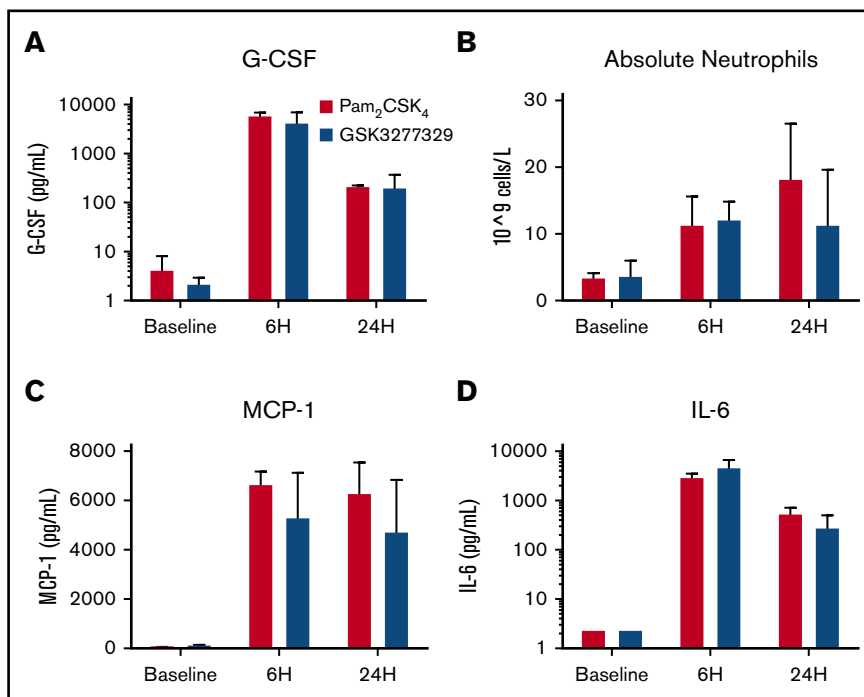 A
G-CSF
G-CSF (pg/mL)
10000
1000
100
10
1
Pam2CSK4
GSK3277329
Baseline
6H
24H
B
Absolute Neutrophils
10^9 cells/L
30
20
10
0
Baseline
6H
24H
C
MCP-1
MCP-1 (pg/mL)
8000
6000
4000
2000
0
Baseline
6H
24H
D
IL-6
IL-6 (pg/mL)
10000
1000
100
10
1
Baseline
6H
24H